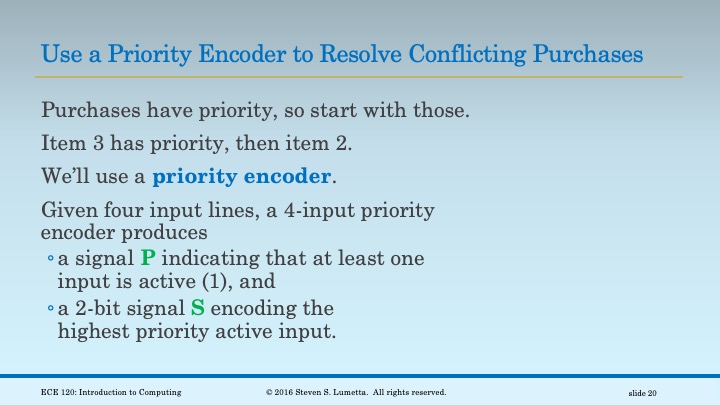 Use a Priority Encoder to Resolve Conflicting Purchases
Purchases have priority, so start with those.
Item 3 has priority, then item 2.
We’ll use a priority encoder.
Given four input lines, a 4-input priority
encoder produces
◦a signal P indicating that at least one
input is active (1), and
◦a 2-bit signal S encoding the
highest priority active input.
ECE 120: Introduction to Computing © 2016 Steven S. Lumetta. All rights reserved. slide 20